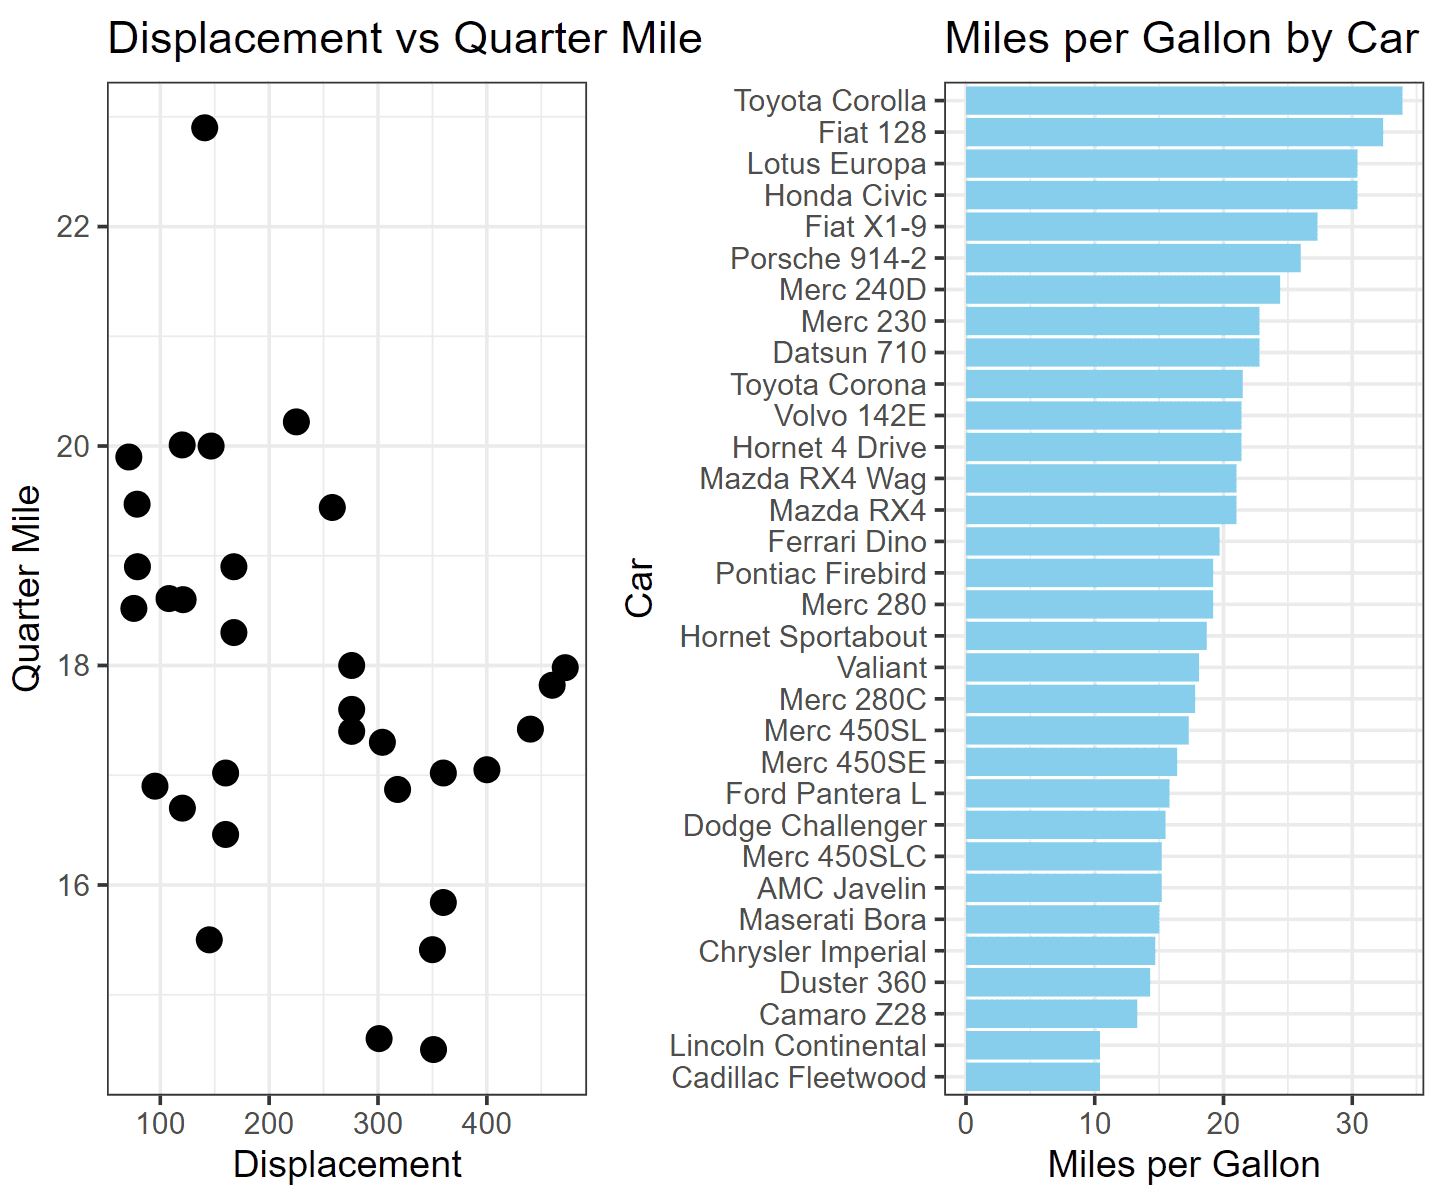 Displacement vs Quarter Mile
Quarter Mile
22
20
18
16
100 200 300 400
Displacement
Miles per Gallon by Car
Car
Toyota Corolla
Fiat 128
Lotus Europa
Honda Civic
Fiat X1-9
Porsche 914-2
Merc 240D
Merc 230
Datsun 710
Toyota Corona
Volvo 142E
Hornet 4 Drive
Mazda RX4 Wag
Mazda RX4
Ferrari Dino
Pontiac Firebird
Merc 280
Hornet Sportabout
Valiant
Merc 280C
Merc 450SL
Merc 450SE
Ford Pantera L
Dodge Challenger
Merc 450SLC
AMC Javelin
Maserati Bora
Chrysler Imperial
Duster 360
Camaro Z28
Lincoln Continental
Cadillac Fleetwood
0 10 20 30
Miles per Gallon